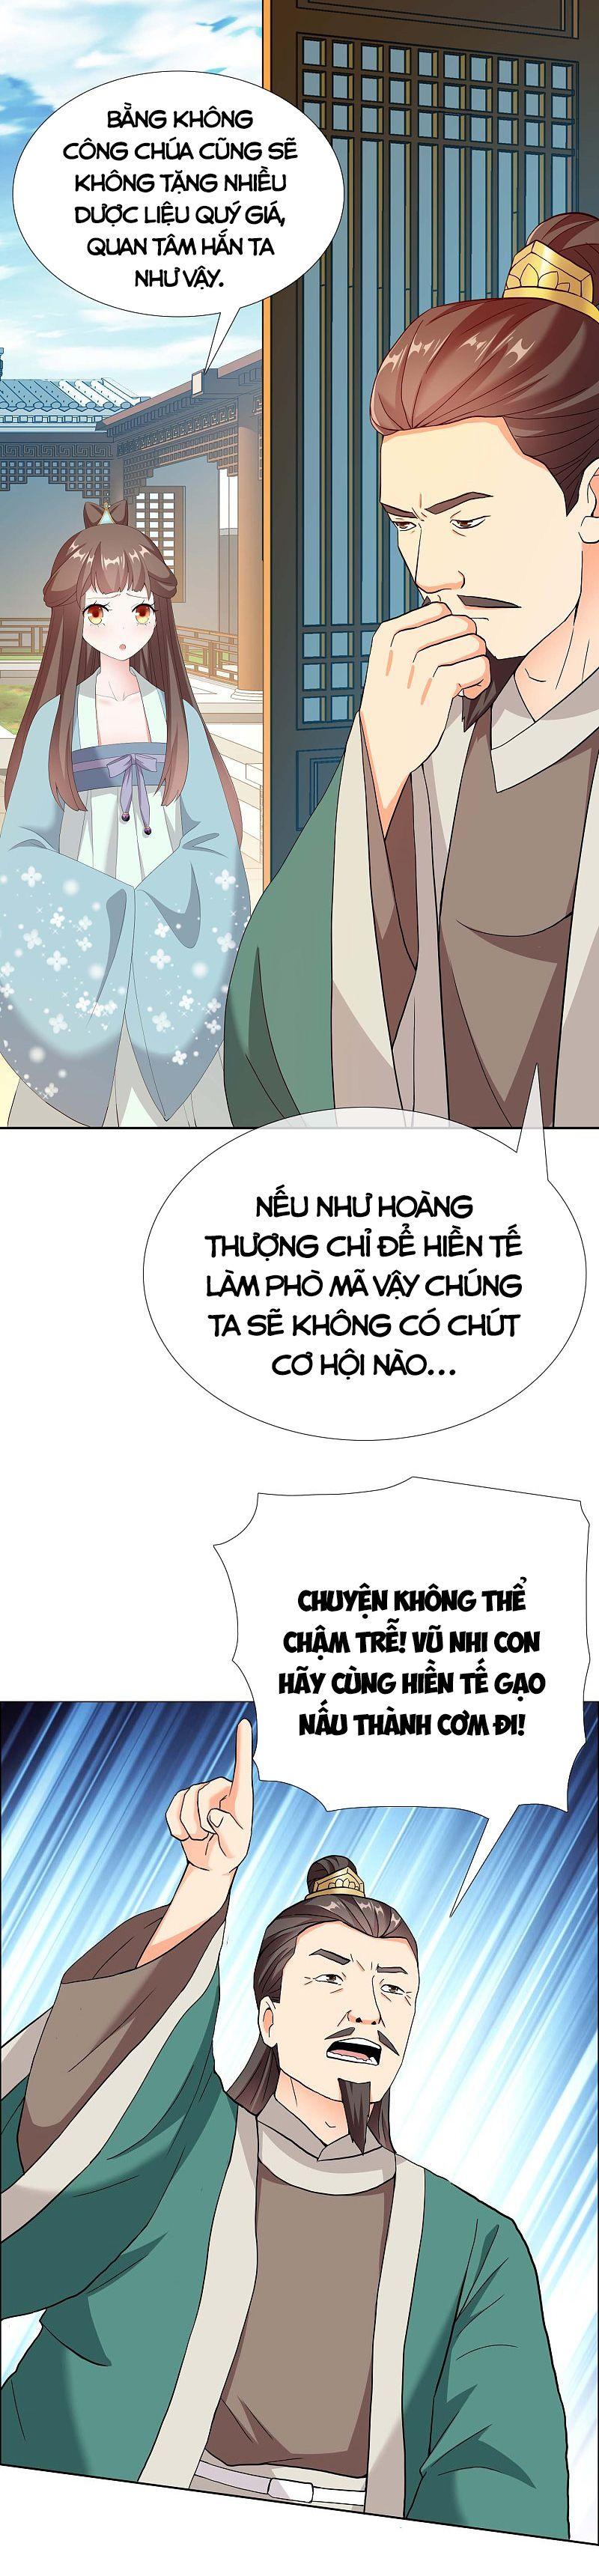 BẰNG KHÔNG
CÔNG CHÚA CŨNG SẼ
KHÔNG TẶNG NHIỀU
DƯỢC LIỆU QUÝ GIÁ,
QUAN TÂM HẮN TA
NHƯ VẬY.
NẾU NHƯ HOÀNG
THƯỢNG CHỈ ĐỂ HIỀN TẾ
LÀM PHÒ MÃ VẬY CHÚNG
TA SẼ KHÔNG CÓ CHÚT
CƠ HỘI NÀO...
CHUYỆN KHÔNG THỂ
CHẬM TRỄ! VŨ NHI CON
HÃY CÙNG HIỀN TẾ GẠO
NẤU THÀNH CƠM ĐI!